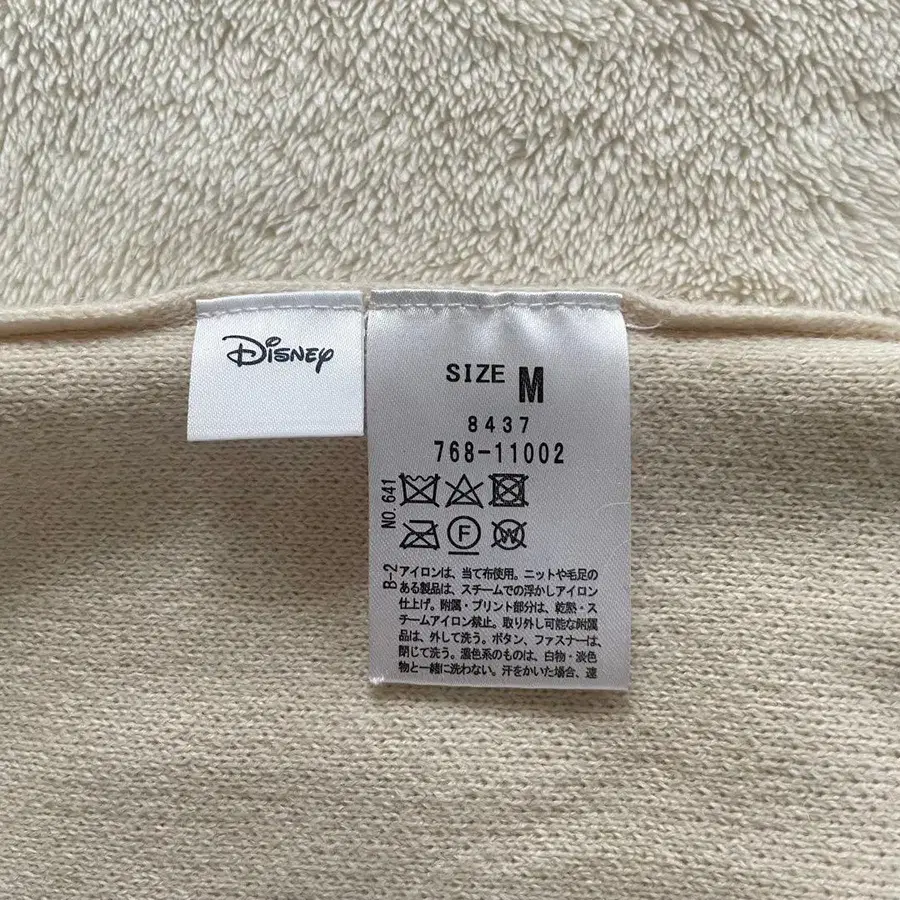 Disney
SIZE M
8437
768-11002
NO. 641
F
W
B-2
アイロンは、当て布使用。ニットや毛足の
ある製品は、スチームでの浮かしアイロン
仕上げ。附属・プリント部分は、乾熱・ス
チームアイロン禁止。取り外し可能な附属
品は、外して洗う。ボタン、ファスナーは、
閉じて洗う。濃色系のものは、白物・淡色
物と一緒に洗わない。汗をかいた場合、速